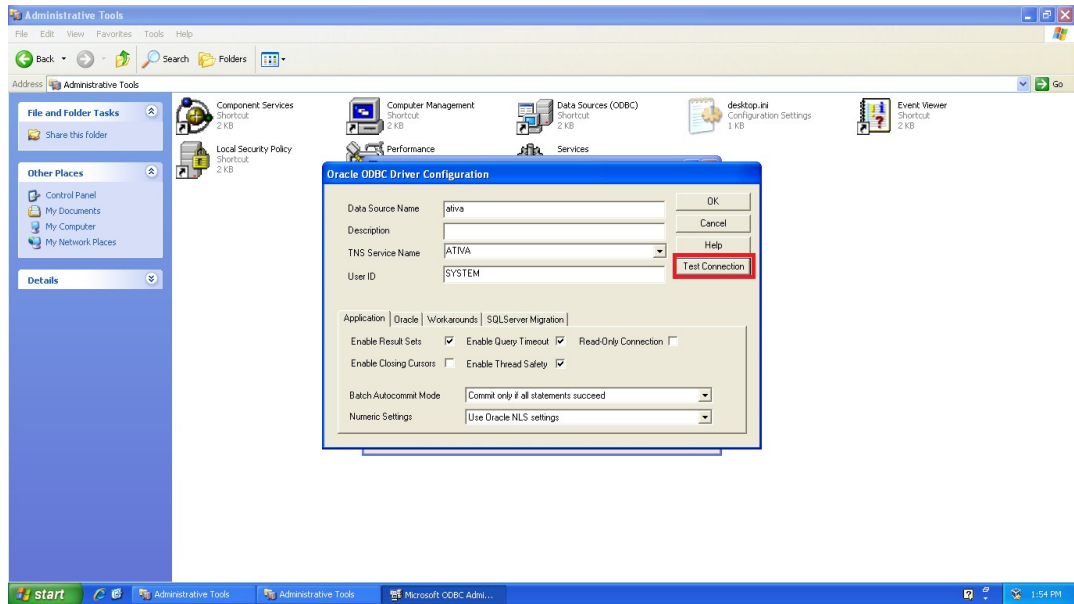 Administrative Tools
File Edit View Favorites Tools Help
Back Search Folders
Address Administrative Tools Go
File and Folder Tasks
Share this folder
Other Places
Control Panel
My Documents
My Computer
My Network Places
Details
Component Services
Shortcut
2 KB
Computer Management
Shortcut
2 KB
Data Sources (ODBC)
Shortcut
2 KB
desktop.ini
Configuration Settings
1 KB
Event Viewer
Shortcut
2 KB
Local Security Policy
Shortcut
2 KB
Performance
Services
Oracle ODBC Driver Configuration
Data Source Name ativa
Description
TNS Service Name ATIVA
User ID SYSTEM
OK
Cancel
Help
Test Connection
Application Oracle Workarounds SQLServer Migration
Enable Result Sets Enable Query Timeout Read-Only Connection
Enable Closing Cursors Enable Thread Safety
Batch Autocommit Mode Commit only if all statements succeed
Numeric Settings Use Oracle NLS settings
start Administrative Tools Administrative Tools Microsoft ODBC Admi... 1:54 PM